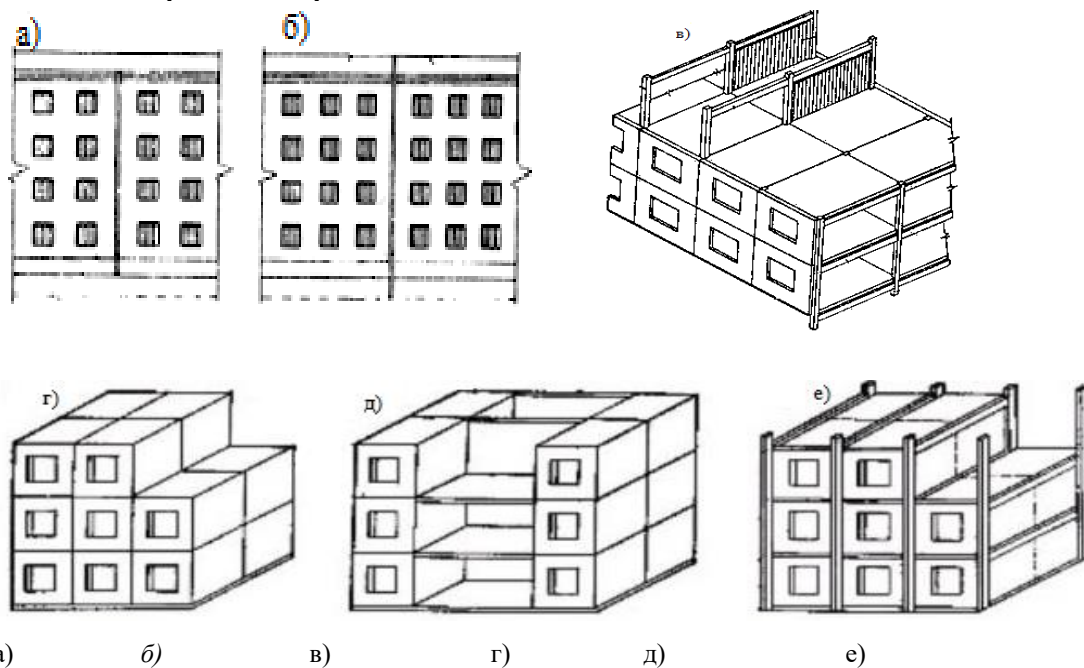 а) б) в)
г) д) е)
а) б) в) г) д) е)